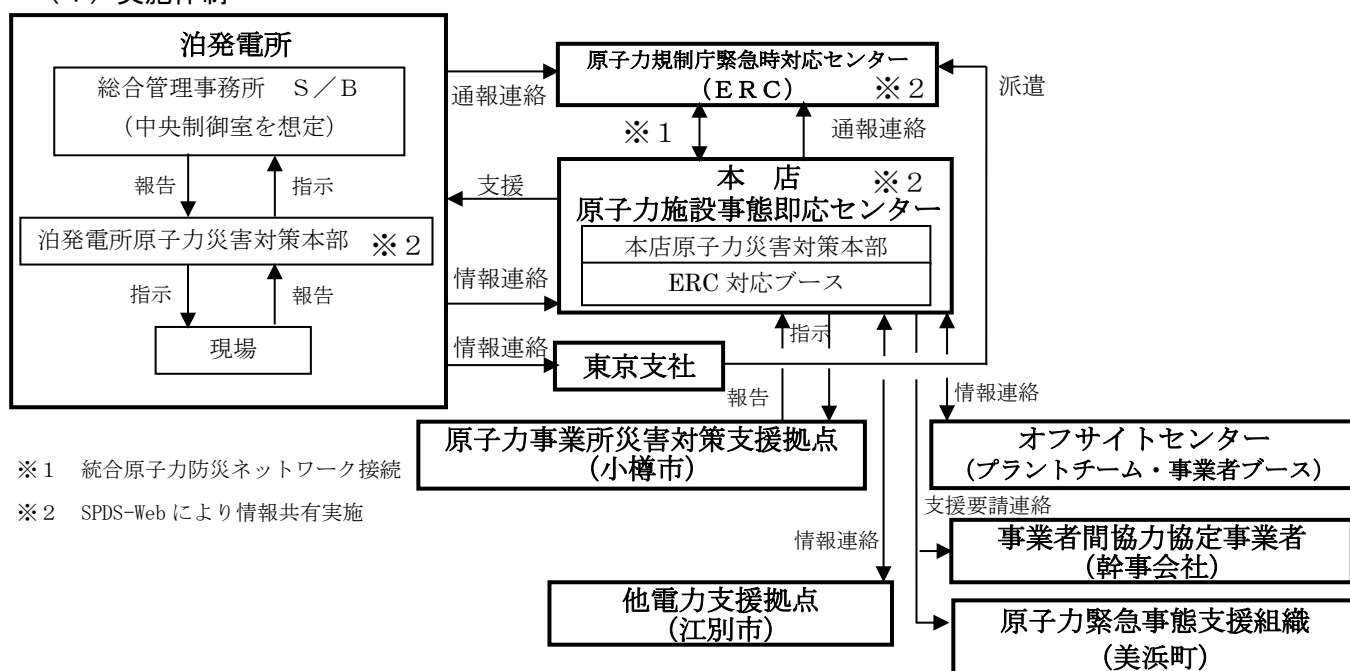 泊発電所
総合管理事務所 S/B
(中央制御室を想定)
報告
指示
泊発電所原子力災害対策本部 ※2
指示
報告
現場
通報連絡
原子力規制庁緊急時対応センター
(ERC) ※2
派遣
※1
通報連絡
支援
本 店 ※2
原子力施設事態即応センター
本店原子力災害対策本部
ERC 対応ブース
情報連絡
情報連絡
東京支社
指示
報告
情報連絡
原子力事業所災害対策支援拠点
(小樽市)
オフサイトセンター
(プラントチーム・事業者ブース)
※1 統合原子力防災ネットワーク接続
※2 SPDS-Web により情報共有実施
支援要請連絡
情報連絡
事業者間協力協定事業者
(幹事会社)
他電力支援拠点
(江別市)
原子力緊急事態支援組織
(美浜町)